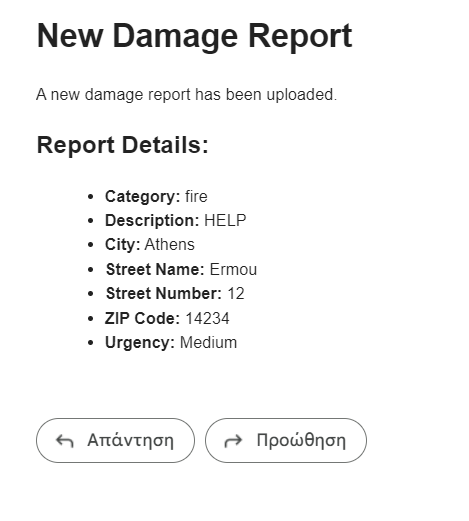 New Damage Report
A new damage report has been uploaded.
Report Details:
• Category: fire
• Description: HELP
• City: Athens
• Street Name: Ermou
• Street Number: 12
• ZIP Code: 14234
• Urgency: Medium
Απάντηση Προώθηση